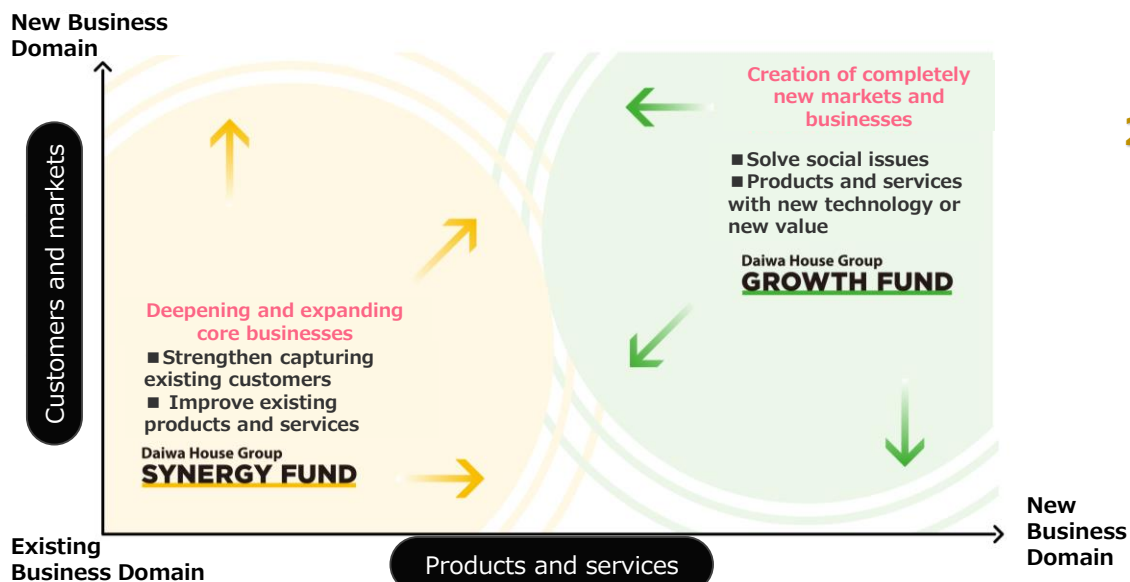 New Business
Domain
Customers and markets
Creation of completely
new markets and
businesses
■Solve social issues
■Products and services
with new technology or
new value
Daiwa House Group
GROWTH FUND
Deepening and expanding
core businesses
■Strengthen capturing
existing customers
■ Improve existing
products and services
Daiwa House Group
SYNERGY FUND
Existing
Business Domain
Products and services
New
Business
Domain